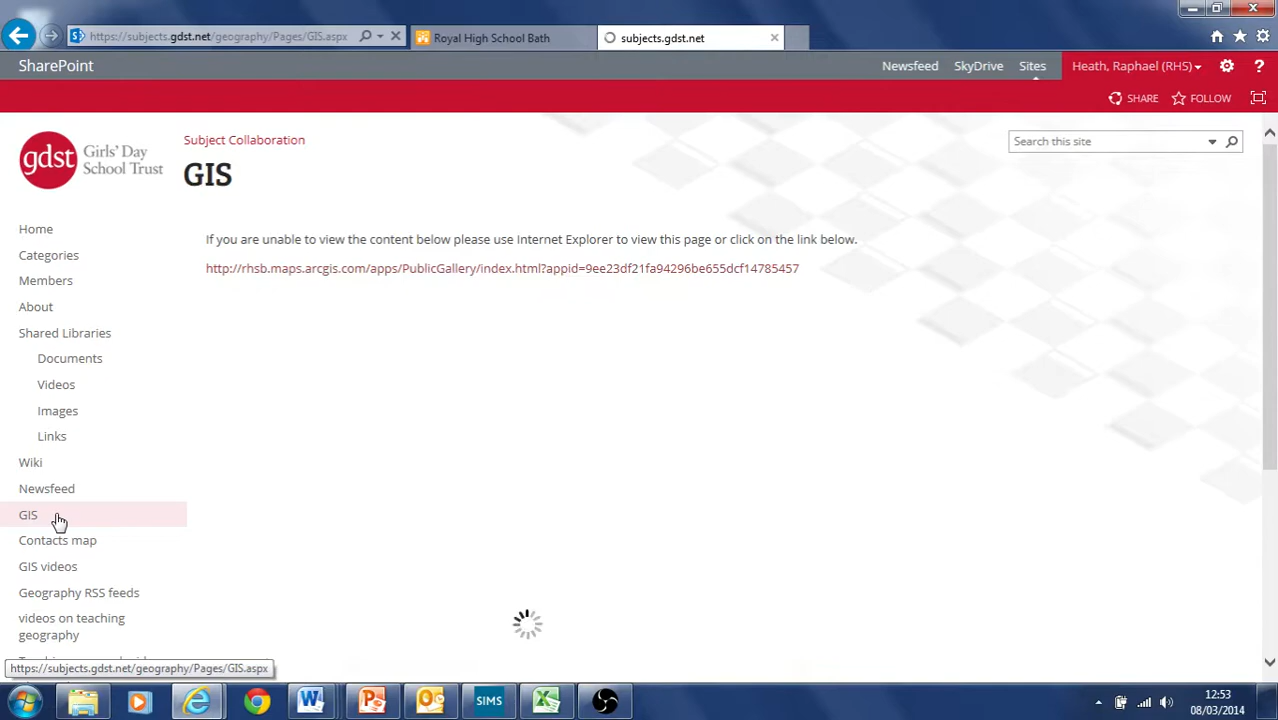 https://subjects.gdst.net/geography/Pages/GIS.aspx
Royal High School Bath
subjects.gdst.net
SharePoint
Newsfeed
SkyDrive
Sites
Heath, Raphael (RHS)
?
SHARE
FOLLOW
gdst
Girls' Day
School Trust
Subject Collaboration
GIS
Search this site
If you are unable to view the content below please use Internet Explorer to view this page or click on the link below.
http://rhsb.maps.arcgis.com/apps/PublicGallery/index.html?appid=9ee23df21fa94296be655dcf14785457
Home
Categories
Members
About
Shared Libraries
Documents
Videos
Images
Links
Wiki
Newsfeed
GIS
Contacts map
GIS videos
Geography RSS feeds
videos on teaching
geography
https://subjects.gdst.net/geography/Pages/GIS.aspx
SIMS
12:53
08/03/2014